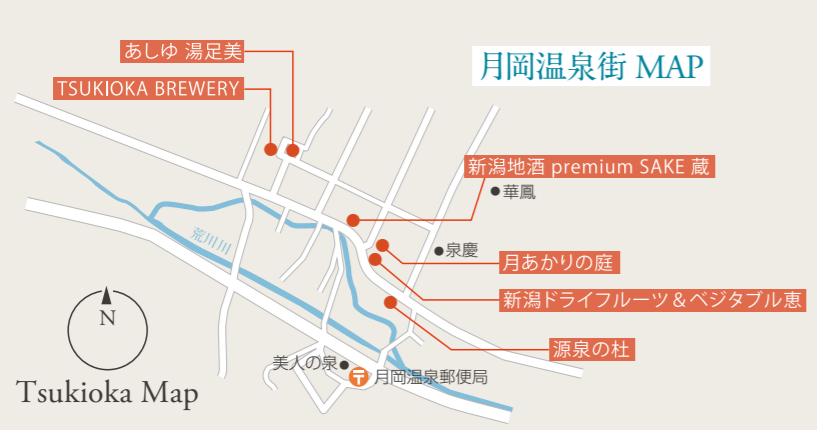 あしゆ 湯足美
月岡温泉街 MAP
TSUKIOKA BREWERY
新潟地酒 premium SAKE 蔵
華鳳
荒川川
泉慶
月あかりの庭
新潟ドライフルーツ&ベジタブル恵
N
源泉の杜
美人の泉
〒 月岡温泉郵便局
Tsukioka Map